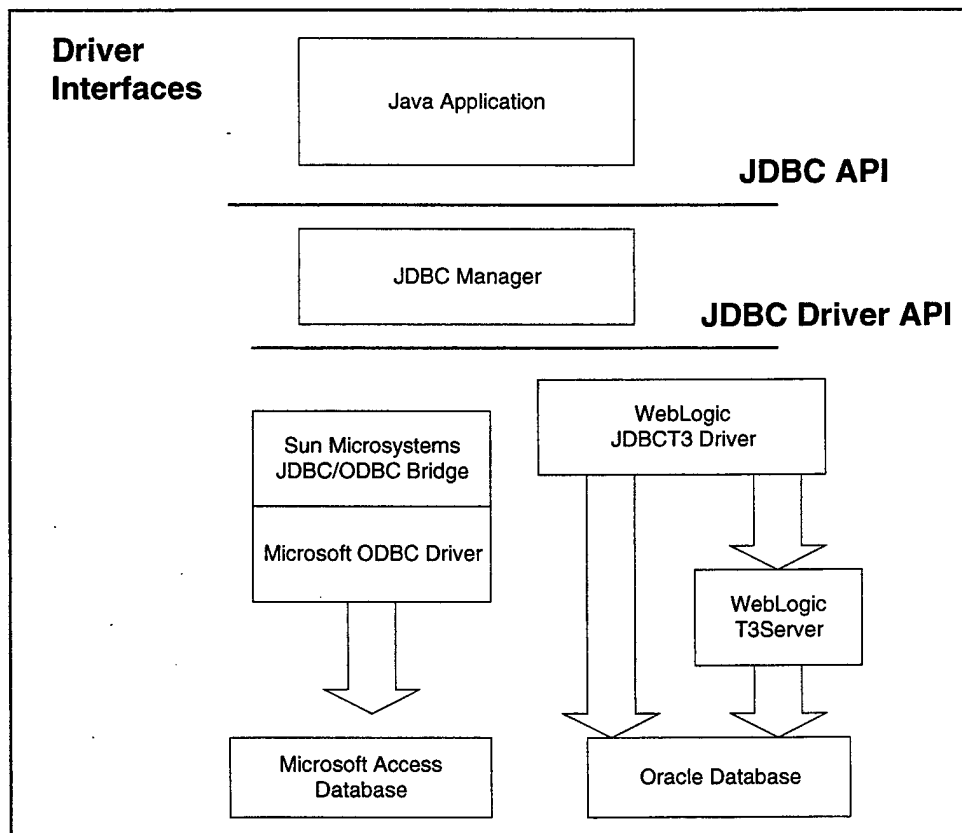 Driver
Interfaces
Java Application
JDBC API
JDBC Manager
JDBC Driver API
Sun Microsystems
JDBC/ODBC Bridge
Microsoft ODBC Driver
WebLogic
JDBCT3 Driver
WebLogic
T3Server
Microsoft Access
Database
Oracle Database